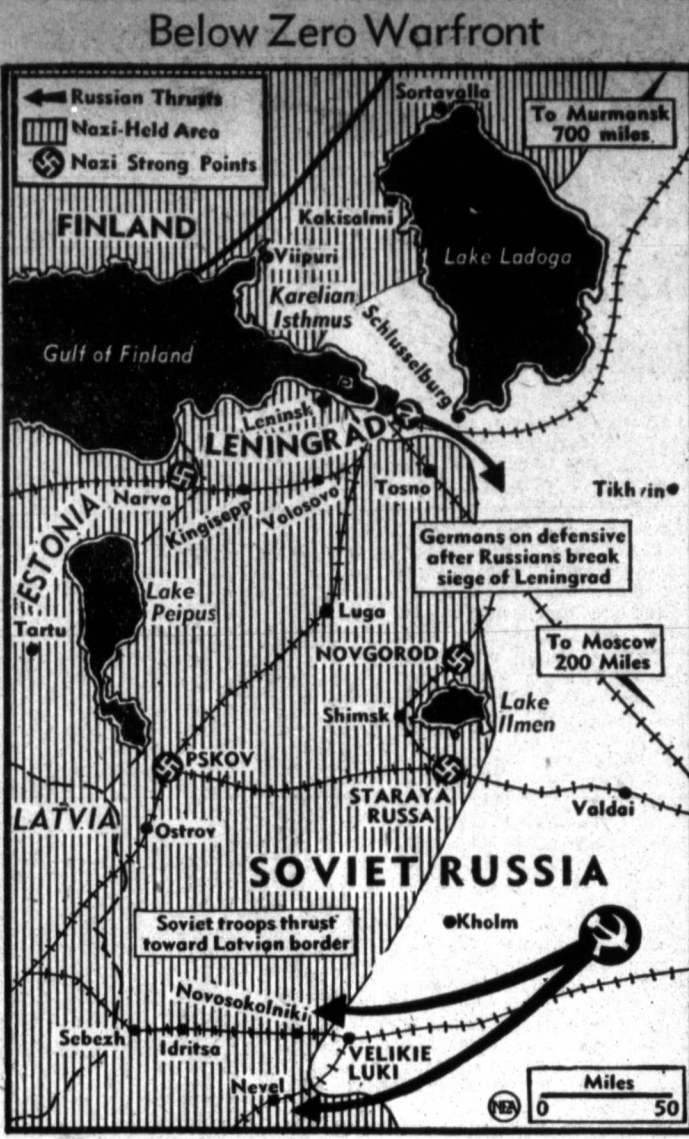 Below Zero Warfront
Russian Thrusts
Nazi-Held Area
Nazi Strong Points
Sortavalla
To Murmansk
700 miles
FINLAND
Kakisalmi
Viipuri
Lake Ladoga
Karelian
Isthmus
Schlusselburg
Gulf of Finland
Leninsk
LENINGRAD
Narva
Kingisepp
Volosovo
Tosno
Tikh in
ESTONIA
Germans on defensive
after Russians break
siege of Leningrad
Lake
Peipus
Luga
Tartu
NOVGOROD
To Moscow
200 Miles
Shimsk
Lake
Ilmen
PSKOV
STARAYA
RUSSA
Valdai
LATVIA
Ostrov
SOVIET RUSSIA
Soviet troops thrust
toward Latvian border
Kholm
Novosokolniki
Sebezh
Idritsa
VELIKIE
LUKI
Nevel
NEA
Miles
0 50